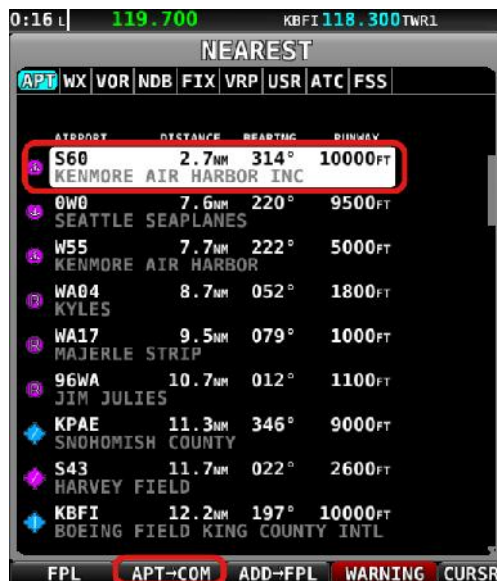 0:16 L 119.700 KBFI 118.300 TWR1
NEAREST
APT WX VOR NDB FIX VRP USR ATC FSS
AIRPORT DISTANCE BEARING RUNWAY
S60 2.7NM 314° 10000FT
KENMORE AIR HARBOR INC
0W0 7.6NM 220° 9500FT
SEATTLE SEAPLANES
W55 7.7NM 222° 5000FT
KENMORE AIR HARBOR
R WA04 8.7NM 052° 1800FT
KYLES
R WA17 9.5NM 079° 1000FT
MAJERLE STRIP
R 96WA 10.7NM 012° 1100FT
JIM JULIES
KPAE 11.3NM 346° 9000FT
SNOHOMISH COUNTY
S43 11.7NM 022° 2600FT
HARVEY FIELD
KBFI 12.2NM 197° 10000FT
BOEING FIELD KING COUNTY INTL
FPL APT→COM ADD→FPL WARNING CURSR